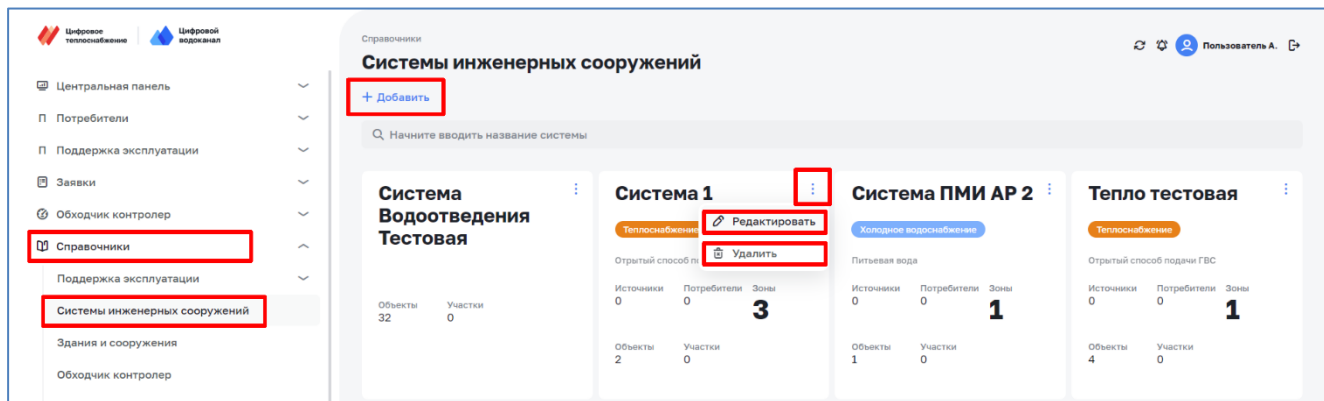 Цифровое
теплоснабжение
Цифровой
водоканал
Центральная панель
П Потребители
П Поддержка эксплуатации
Заявки
Обходчик контролер
Справочники
Поддержка эксплуатации
Системы инженерных сооружений
Здания и сооружения
Обходчик контролер
Справочники
Пользователь А.
Системы инженерных сооружений
+ Добавить
Начните вводить название системы
Система
Водоотведения
Тестовая
Объекты Участки
32 0
Система 1
Редактировать
Удалить
Теплоснабжение
Отрытый способ
Источники Потребители Зоны
0 0 3
Объекты Участки
2 0
Система ПМИ АР 2
Холодное водоснабжение
Питьевая вода
Источники Потребители Зоны
0 0 1
Объекты Участки
1 0
Тепло тестовая
Теплоснабжение
Отрытый способ подачи ГВС
Источники Потребители Зоны
0 0 1
Объекты Участки
4 0